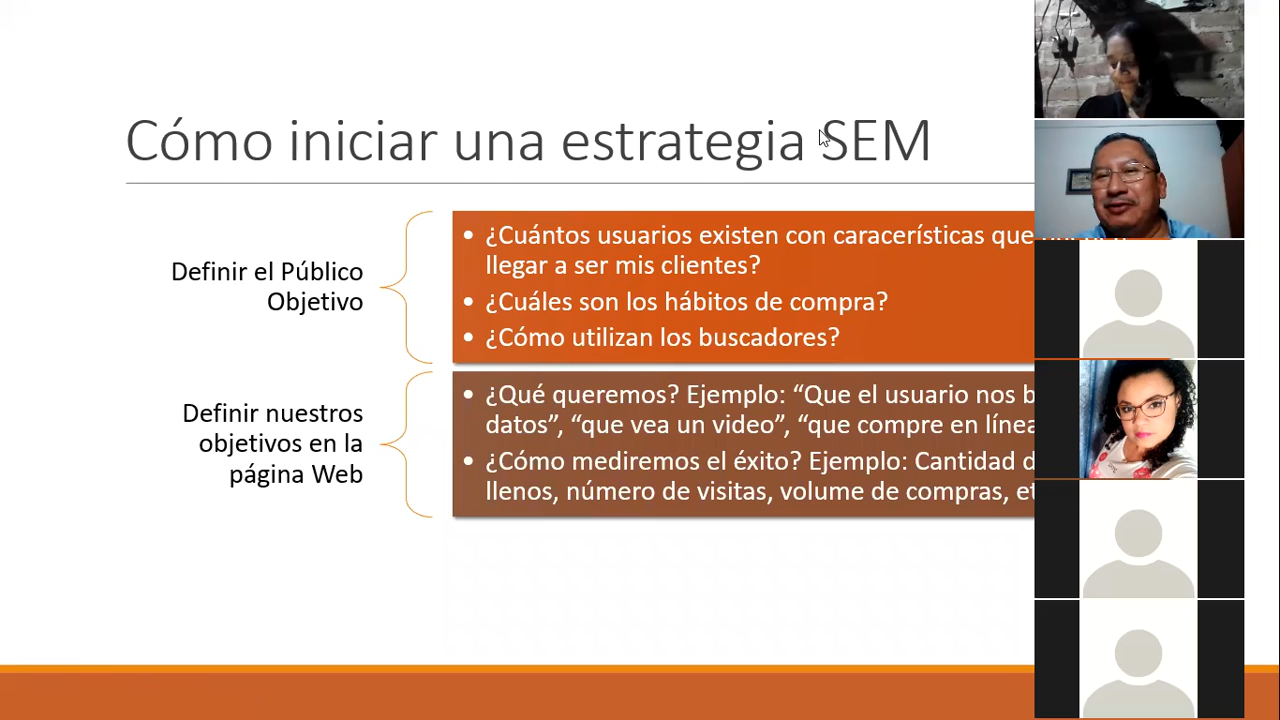 Cómo iniciar una estrategia SEM
Definir el Público
Objetivo
• ¿Cuántos usuarios existen con caracerísticas que
llegar a ser mis clientes?
• ¿Cuáles son los hábitos de compra?
• ¿Cómo utilizan los buscadores?
Definir nuestros
objetivos en la
página Web
• ¿Qué queremos? Ejemplo: “Que el usuario nos
datos”, “que vea un video”, “que compre en línea
• ¿Cómo mediremos el éxito? Ejemplo: Cantidad
llenos, número de visitas, volume de compras,